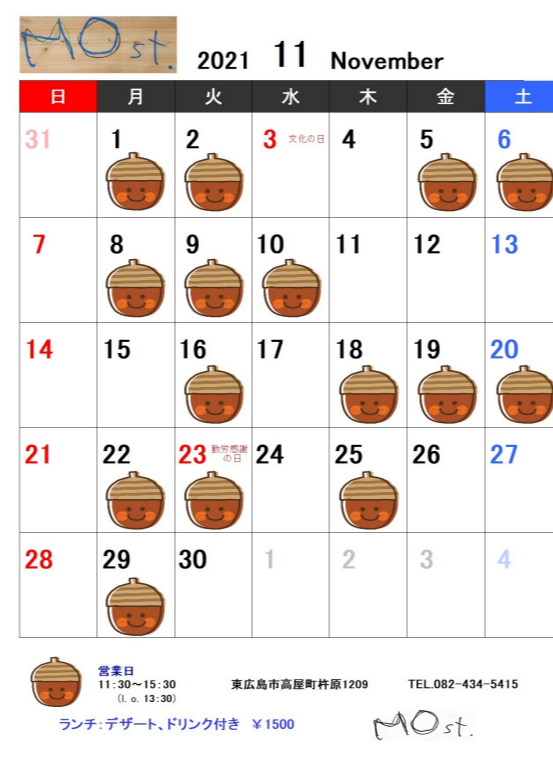 Most.
2021 11 November
日 月 火 水 木 金 土
31 1 2 3 文化の日 4 5 6
7 8 9 10 11 12 13
14 15 16 17 18 19 20
21 22 23 勤労感謝の日 24 25 26 27
28 29 30 1 2 3 4
営業日
11:30～15:30 東広島市高屋町杵原1209 TEL.082-434-5415
（l. o. 13:30）
ランチ：デザート、ドリンク付き ￥1500
Most.